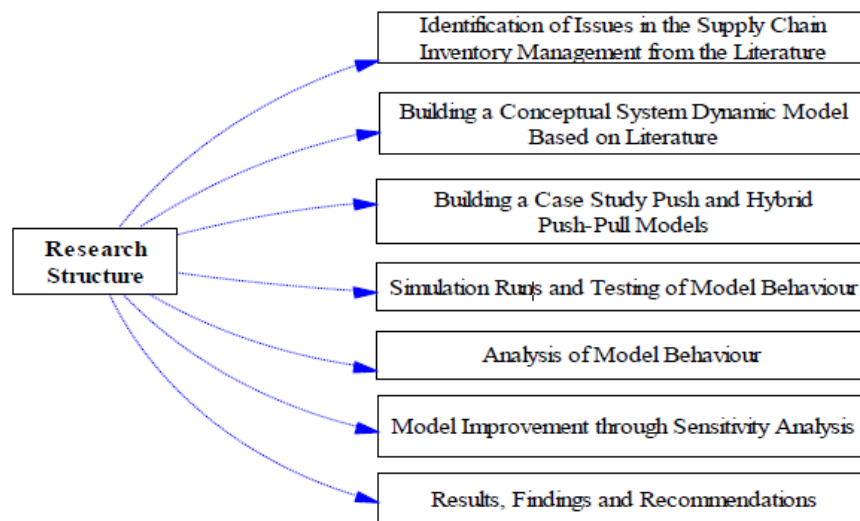 Identification of Issues in the Supply Chain
Inventory Management from the Literature
Building a Conceptual System Dynamic Model
Based on Literature
Building a Case Study Push and Hybrid
Push-Pull Models
Research
Structure
Simulation Runs and Testing of Model Behaviour
Analysis of Model Behaviour
Model Improvement through Sensitivity Analysis
Results, Findings and Recommendations